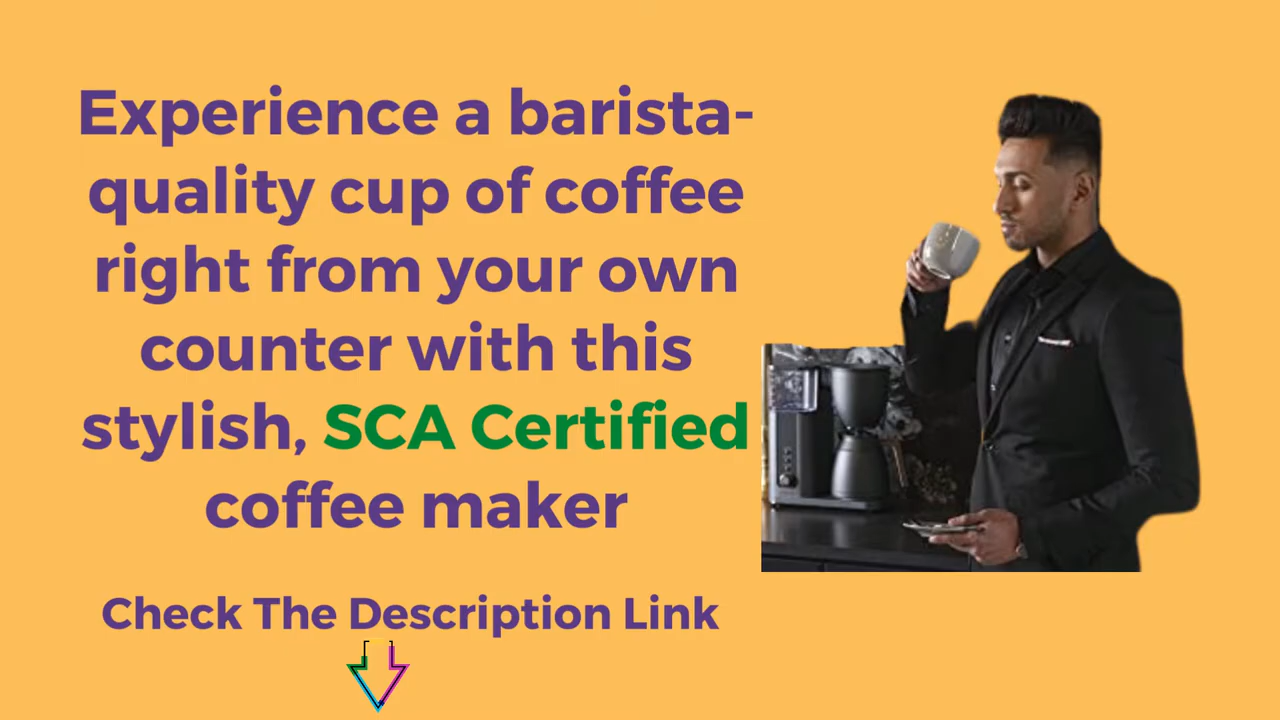 Experience a barista-
quality cup of coffee
right from your own
counter with this
stylish, SCA Certified
coffee maker
Check The Description Link